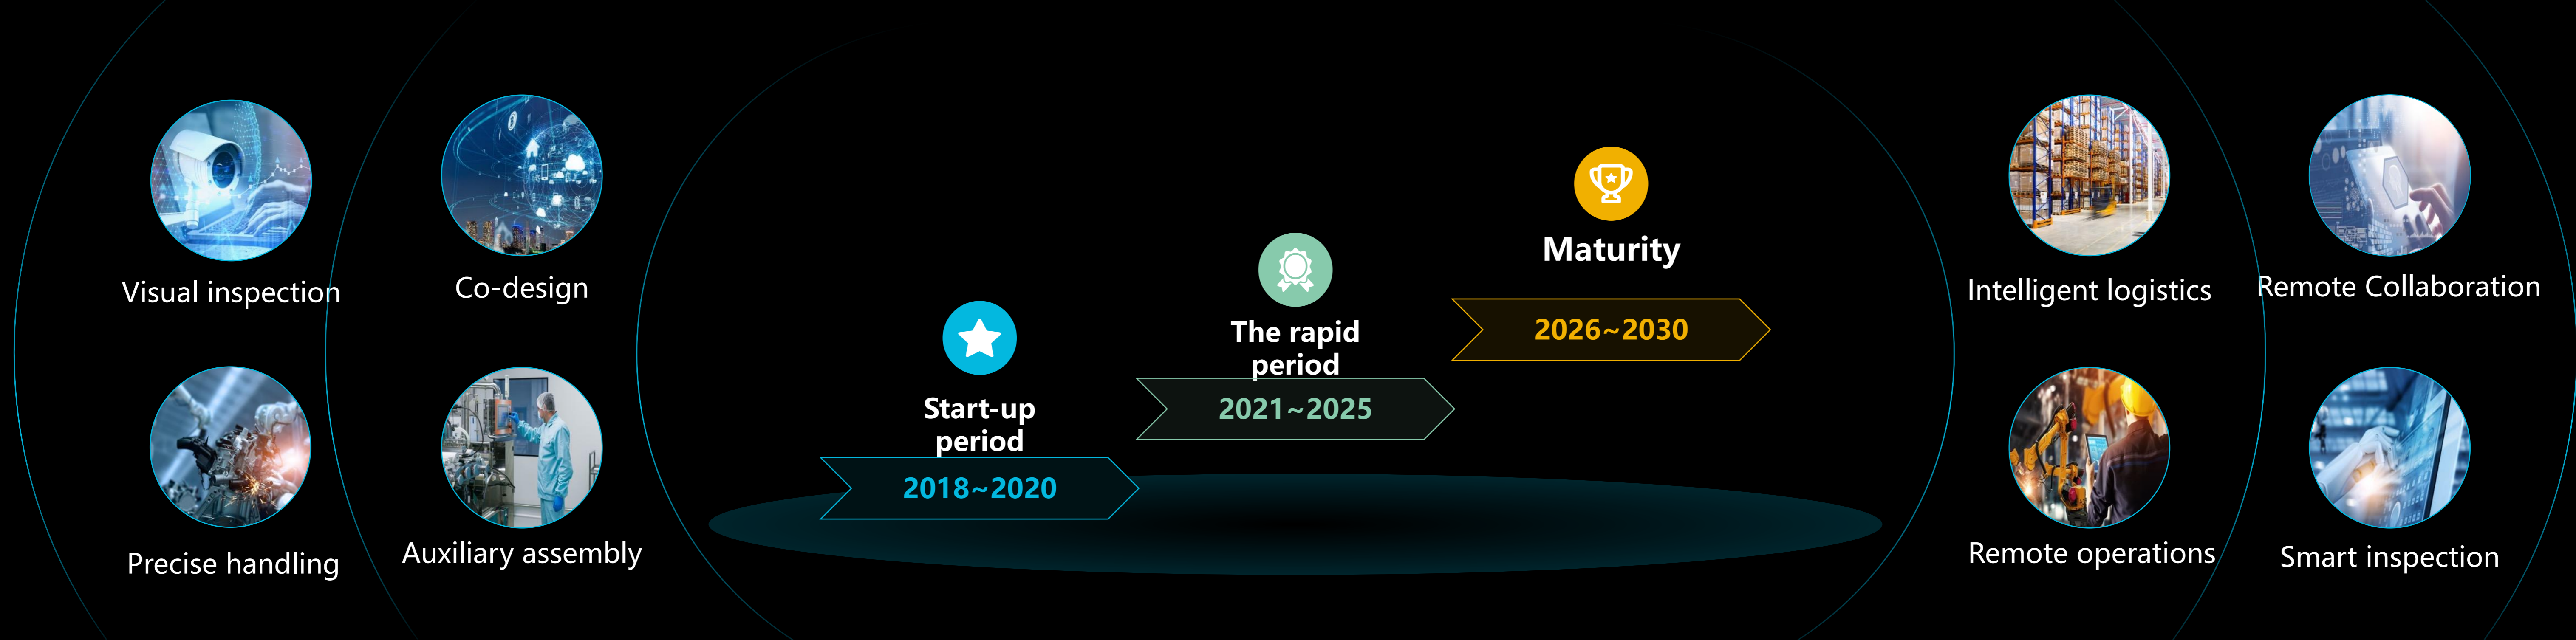 Visual inspection
Co-design
Precise handling
Auxiliary assembly
Start-up
period
2018~2020
The rapid
period
2021~2025
Maturity
2026~2030
Intelligent logistics
Remote Collaboration
Remote operations
Smart inspection